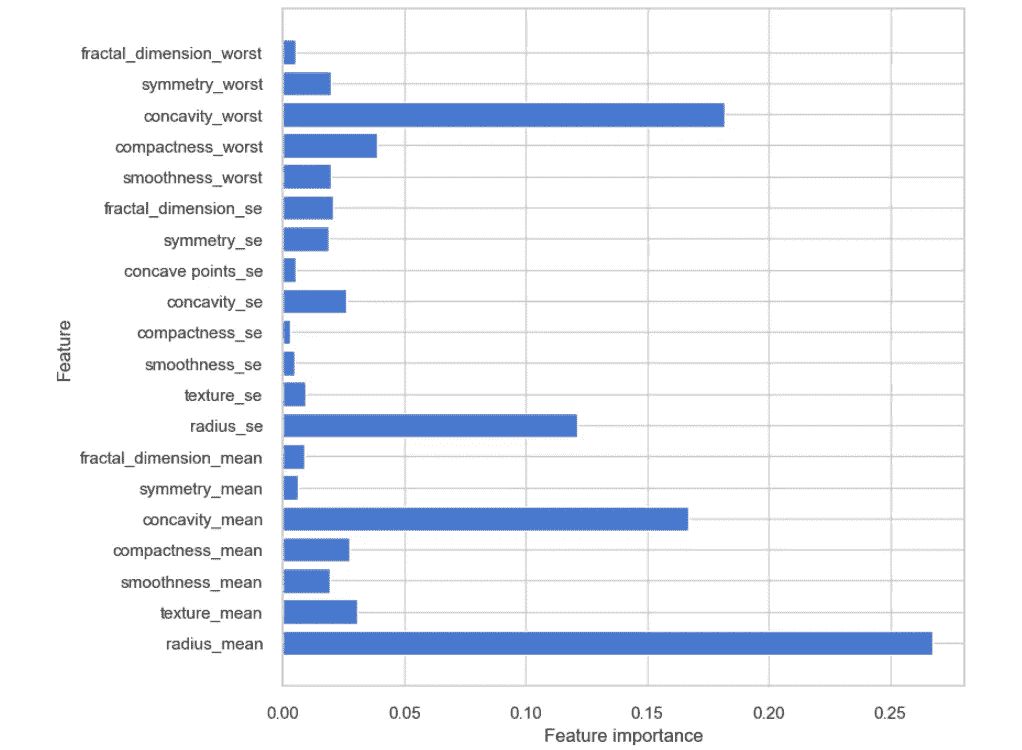 fractal_dimension_worst
symmetry_worst
concavity_worst
compactness_worst
smoothness_worst
fractal_dimension_se
symmetry_se
concave points_se
concavity_se
compactness_se
smoothness_se
texture_se
radius_se
fractal_dimension_mean
symmetry_mean
concavity_mean
compactness_mean
smoothness_mean
texture_mean
radius_mean
Feature
0.00 0.05 0.10 0.15 0.20 0.25
Feature importance